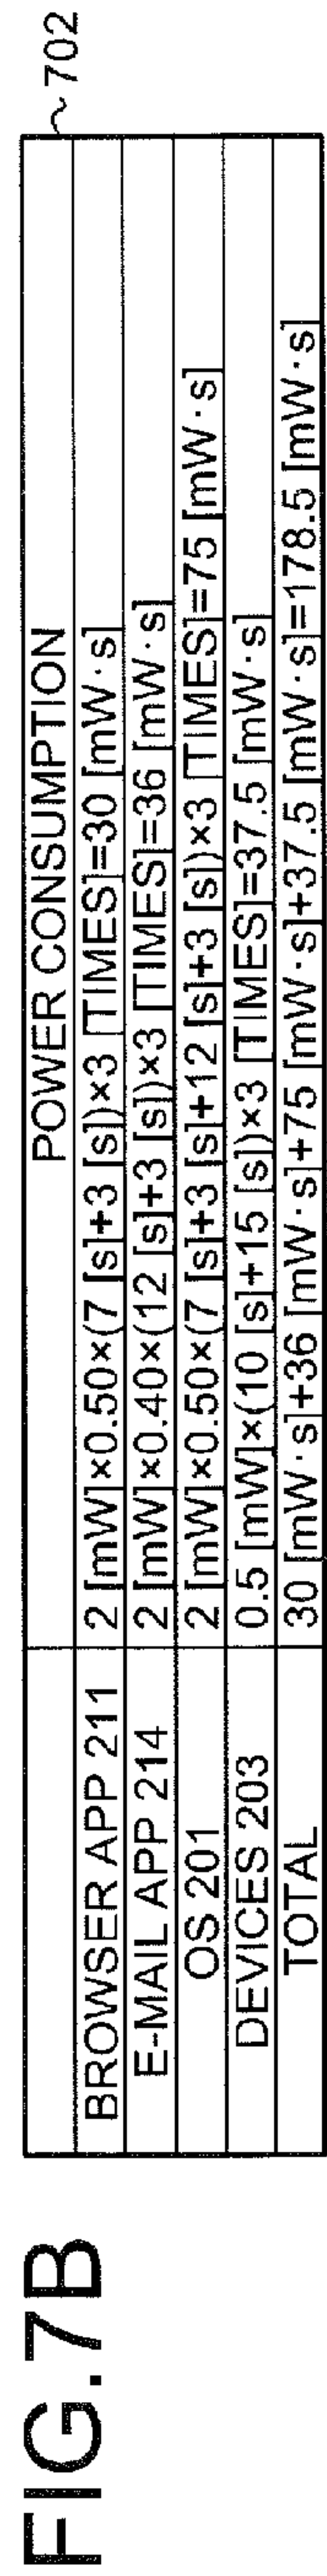 FIG.7B
702
POWER CONSUMPTION
BROWSER APP 211 2 [mW]×0.50×(7 [s]+3 [s])×3 [TIMES]=30 [mW·s]
E-MAIL APP 214 2 [mW]×0.40×(12 [s]+3 [s])×3 [TIMES]=36 [mW·s]
OS 201 2 [mW]×0.50×(7 [s]+3 [s]+12 [s]+3 [s])×3 [TIMES]=75 [mW·s]
DEVICES 203 0.5 [mW]×(10 [s]+15 [s])×3 [TIMES]=37.5 [mW·s]
TOTAL 30 [mW·s]+36 [mW·s]+75 [mW·s]+37.5 [mW·s]=178.5 [mW·s]